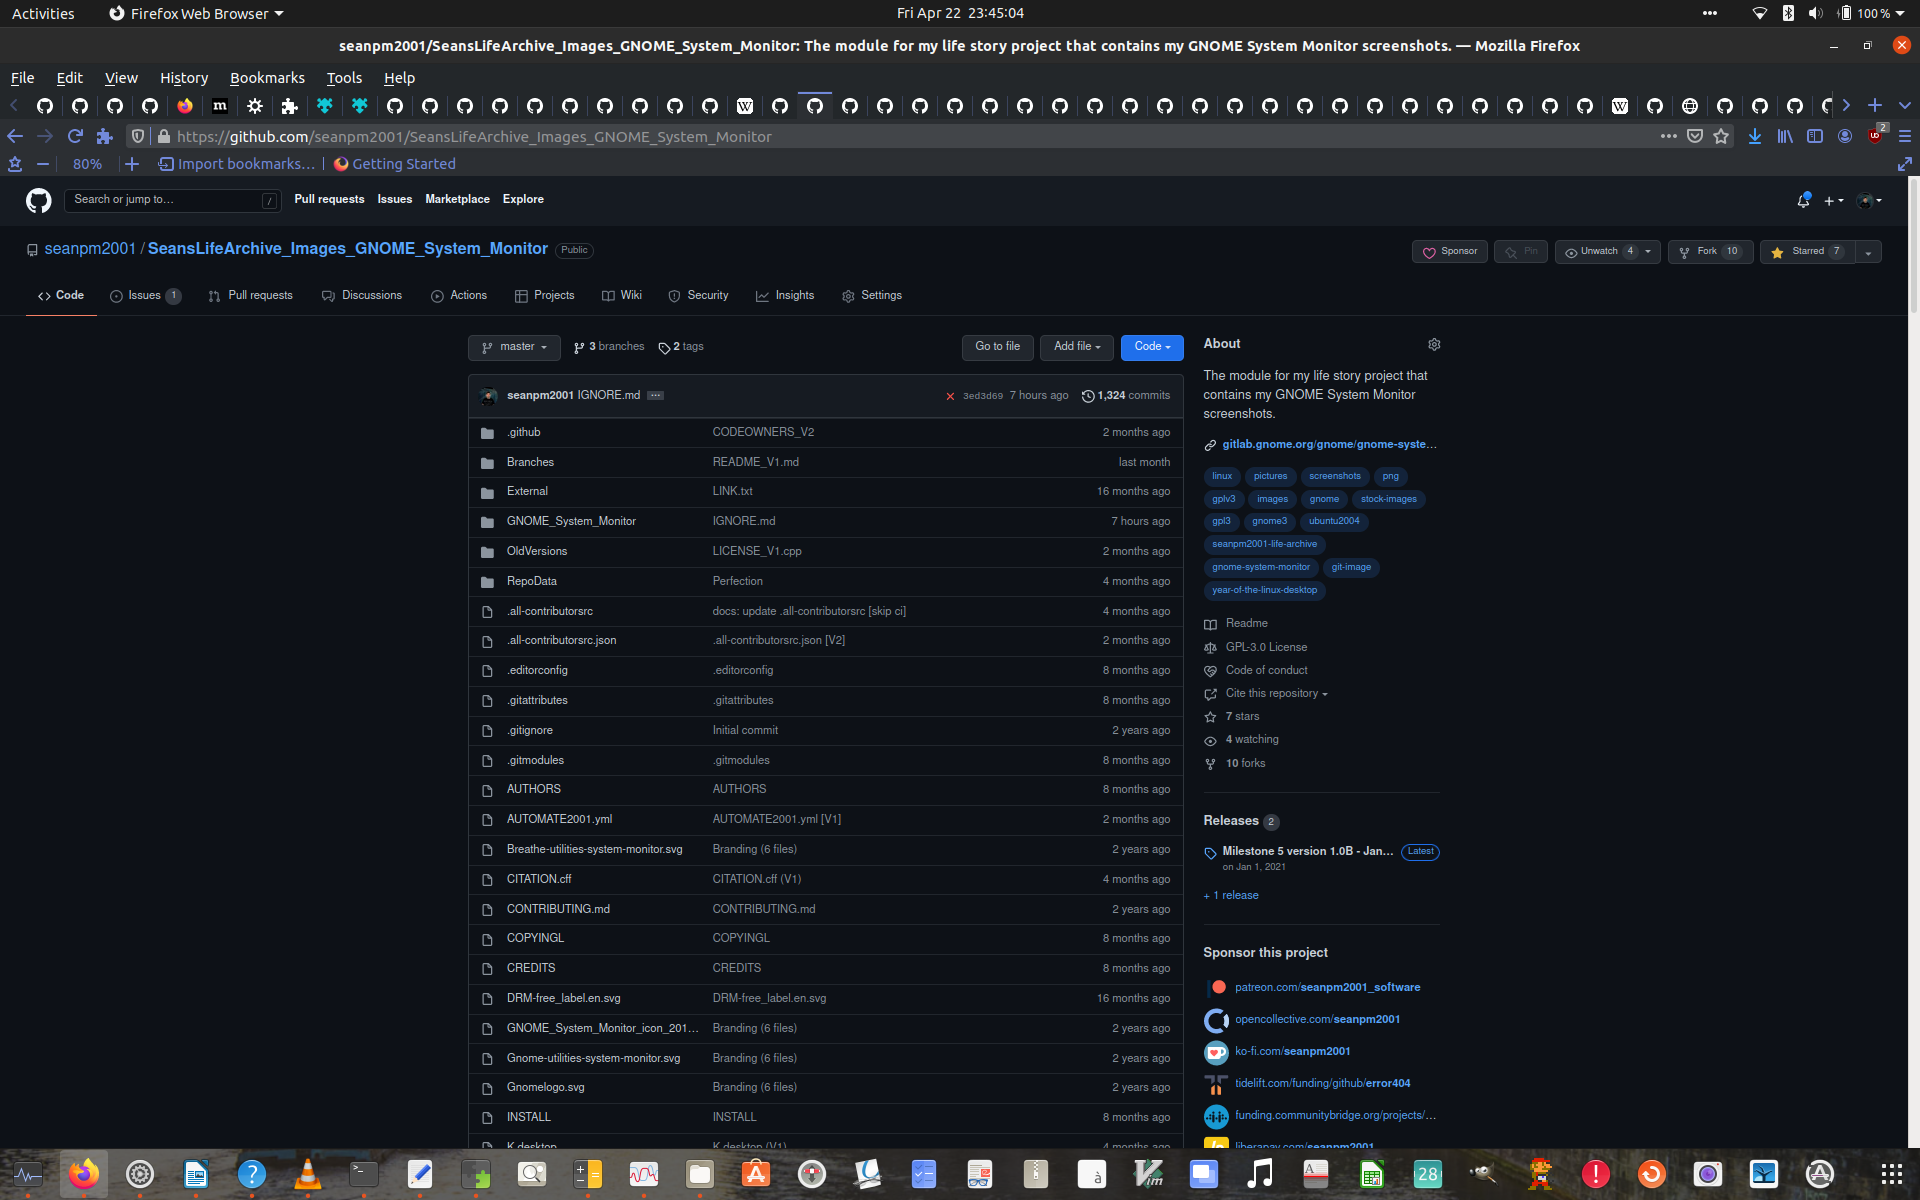 Activities Firefox Web Browser Fri Apr 22 23:45:04 100 %
seanpm2001/SeansLifeArchive_Images_GNOME_System_Monitor: The module for my life story project that contains my GNOME System Monitor screenshots. — Mozilla Firefox
File Edit View History Bookmarks Tools Help
https://github.com/seanpm2001/SeansLifeArchive_Images_GNOME_System_Monitor 2
80% Import bookmarks... Getting Started
Search or jump to... / Pull requests Issues Marketplace Explore
seanpm2001 / SeansLifeArchive_Images_GNOME_System_Monitor Public Sponsor Pin Unwatch 4 Fork 10 Starred 7
Code Issues 1 Pull requests Discussions Actions Projects Wiki Security Insights Settings
master 3 branches 2 tags Go to file Add file Code
seanpm2001 IGNORE.md ... 3ed3d69 7 hours ago 1,324 commits
.github CODEOWNERS_V2 2 months ago
Branches README_V1.md last month
External LINK.txt 16 months ago
GNOME_System_Monitor IGNORE.md 7 hours ago
OldVersions LICENSE_V1.cpp 2 months ago
RepoData Perfection 4 months ago
.all-contributorsrc docs: update .all-contributorsrc [skip ci] 4 months ago
.all-contributorsrc.json .all-contributorsrc.json [V2] 2 months ago
.editorconfig .editorconfig 8 months ago
.gitattributes .gitattributes 8 months ago
.gitignore Initial commit 2 years ago
.gitmodules .gitmodules 8 months ago
AUTHORS AUTHORS 8 months ago
AUTOMATE2001.yml AUTOMATE2001.yml [V1] 2 months ago
Breathe-utilities-system-monitor.svg Branding (6 files) 2 years ago
CITATION.cff CITATION.cff (V1) 4 months ago
CONTRIBUTING.md CONTRIBUTING.md 2 years ago
COPYINGL COPYINGL 8 months ago
CREDITS CREDITS 8 months ago
DRM-free_label.en.svg DRM-free_label.en.svg 16 months ago
GNOME_System_Monitor_icon_201... Branding (6 files) 2 years ago
Gnome-utilities-system-monitor.svg Branding (6 files) 2 years ago
Gnomelogo.svg Branding (6 files) 2 years ago
INSTALL INSTALL 8 months ago
K.desktop K.desktop (V1) 4 months ago
About
The module for my life story project that
contains my GNOME System Monitor
screenshots.
gitlab.gnome.org/gnome/gnome-syste...
linux pictures screenshots png
gplv3 images gnome stock-images
gpl3 gnome3 ubuntu2004
seanpm2001-life-archive
gnome-system-monitor git-image
year-of-the-linux-desktop
Readme
GPL-3.0 License
Code of conduct
Cite this repository
7 stars
4 watching
10 forks
Releases 2
Milestone 5 version 1.0B - Jan... Latest
on Jan 1, 2021
+ 1 release
Sponsor this project
patreon.com/seanpm2001_software
opencollective.com/seanpm2001
ko-fi.com/seanpm2001
tidelift.com/funding/github/error404
funding.communitybridge.org/projects/...
liberapay.com/seanpm2001
28